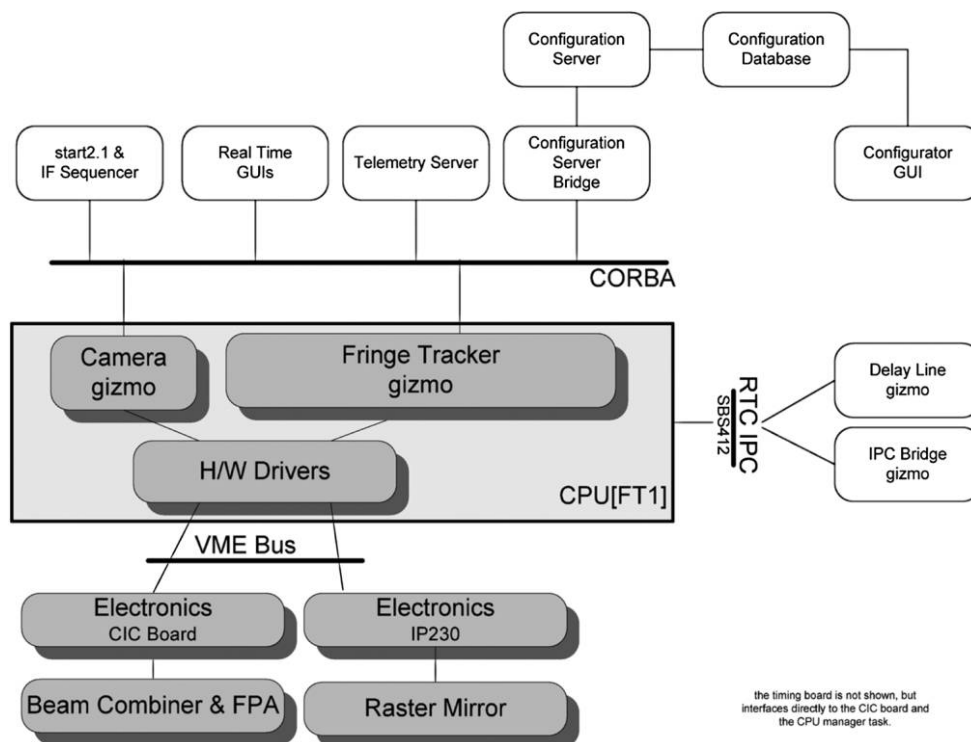 Configuration
Server
Configuration
Database
start2.1 &
IF Sequencer
Real Time
GUIs
Telemetry Server
Configuration
Server
Bridge
Configurator
GUI
CORBA
Camera
gizmo
Fringe Tracker
gizmo
H/W Drivers
CPU[FT1]
RTC IPC
SBS412
Delay Line
gizmo
IPC Bridge
gizmo
VME Bus
Electronics
CIC Board
Electronics
IP230
Beam Combiner & FPA
Raster Mirror
the timing board is not shown, but
interfaces directly to the CIC board and
the CPU manager task.